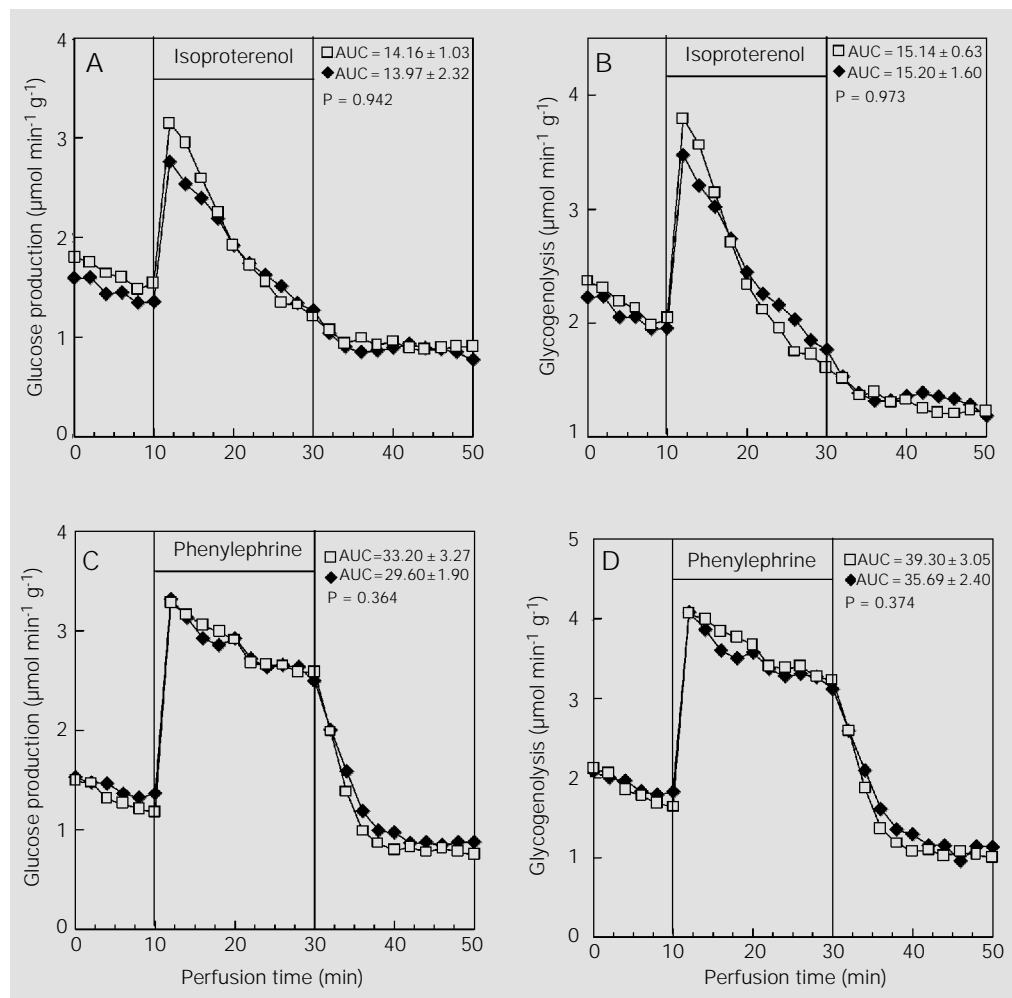 A
Isoproterenol
AUC = 14.16 ± 1.03
AUC = 13.97 ± 2.32
P = 0.942
Glucose production (µmol min-1 g-1)
4
3
2
1
0
0 10 20 30 40 50
B
Isoproterenol
AUC = 15.14 ± 0.63
AUC = 15.20 ± 1.60
P = 0.973
Glycogenolysis (µmol min-1 g-1)
4
3
2
1
0 10 20 30 40 50
C
Phenylephrine
AUC=33.20 ± 3.27
AUC=29.60±1.90
P = 0.364
Glucose production (µmol min-1 g-1)
4
3
2
1
0
0 10 20 30 40 50
Perfusion time (min)
D
Phenylephrine
AUC=39.30 ± 3.05
AUC=35.69 ± 2.40
P = 0.374
Glycogenolysis (µmol min-1 g-1)
5
4
3
2
1
0
0 10 20 30 40 50
Perfusion time (min)